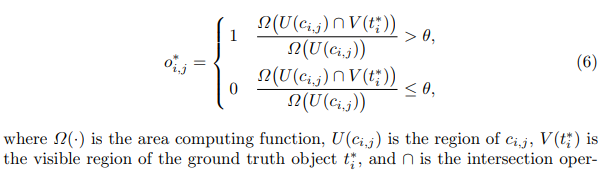 o*_{i,j} = { 1 Ω(U(c_{i,j}) ∩ V(t*_i)) / Ω(U(c_{i,j})) > θ,
0 Ω(U(c_{i,j}) ∩ V(t*_i)) / Ω(U(c_{i,j})) ≤ θ, (6)
where Ω(·) is the area computing function, U(c_{i,j}) is the region of c_{i,j}, V(t*_i) is
the visible region of the ground truth object t*_i, and ∩ is the intersection oper-